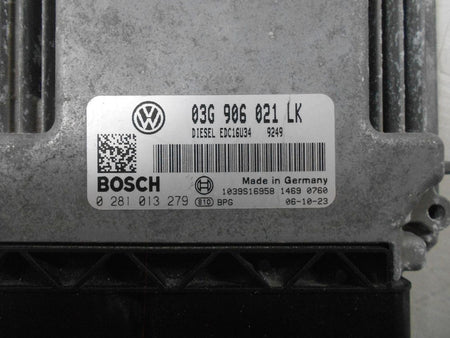 03G 906 021 LK
DIESEL EDC16U34 9249
BOSCH
Made in Germany
1039S16958 1469 0760
0 281 013 279 BPG 06-10-23